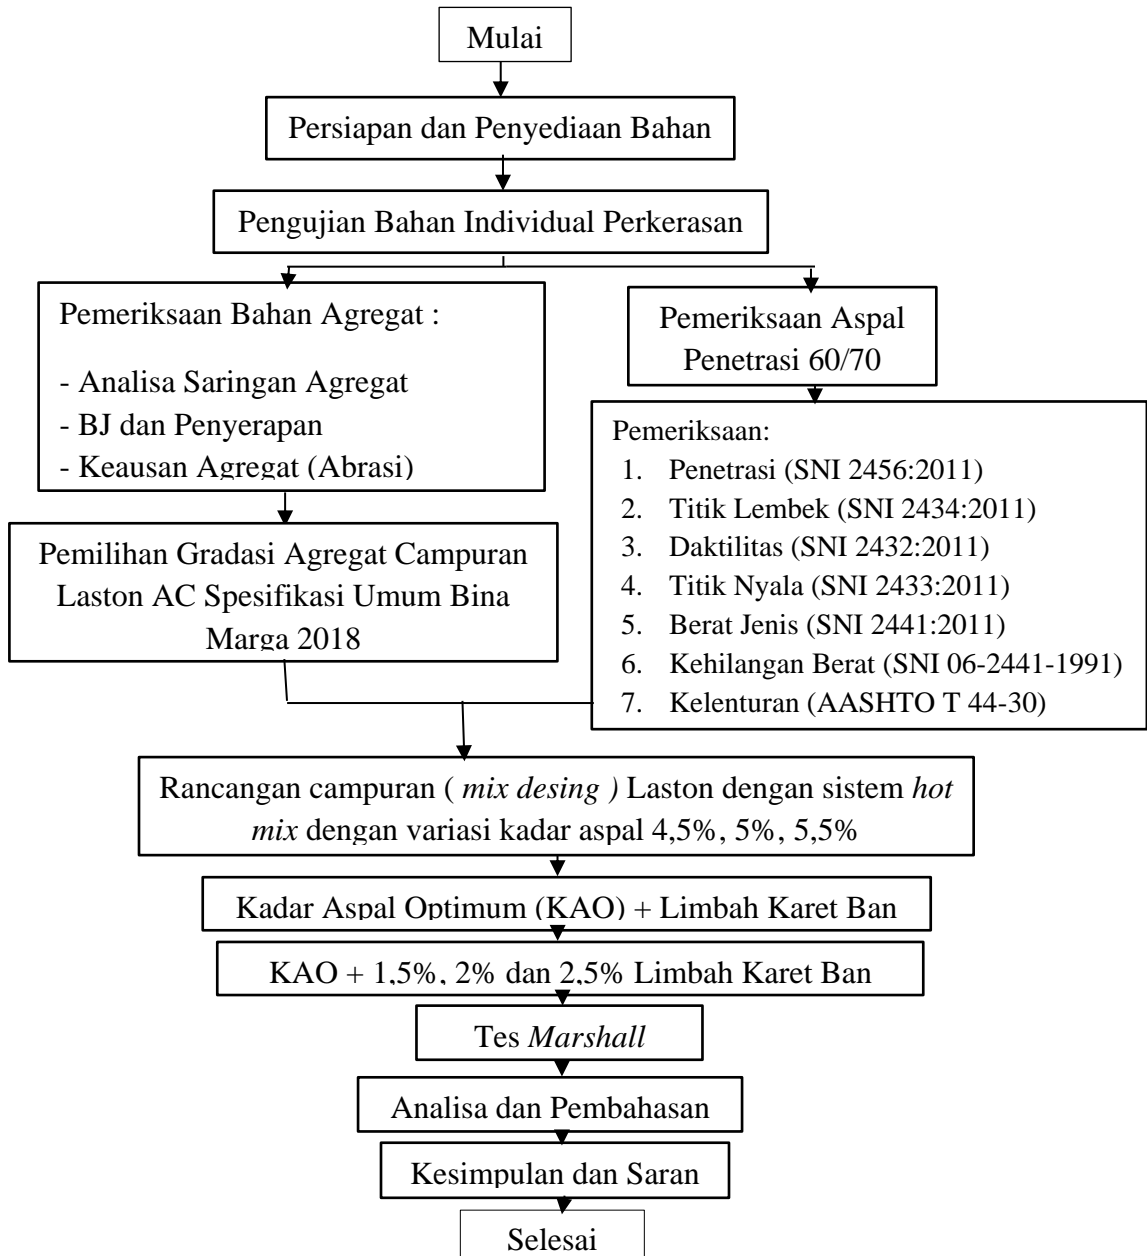 Mulai
Persiapan dan Penyediaan Bahan
Pengujian Bahan Individual Perkerasan
Pemeriksaan Bahan Agregat :
- Analisa Saringan Agregat
- BJ dan Penyerapan
- Keausan Agregat (Abrasi)
Pemeriksaan Aspal
Penetrasi 60/70
Pemilihan Gradasi Agregat Campuran
Laston AC Spesifikasi Umum Bina
Marga 2018
Pemeriksaan:
1. Penetrasi (SNI 2456:2011)
2. Titik Lembek (SNI 2434:2011)
3. Daktilitas (SNI 2432:2011)
4. Titik Nyala (SNI 2433:2011)
5. Berat Jenis (SNI 2441:2011)
6. Kehilangan Berat (SNI 06-2441-1991)
7. Kelenturan (AASHTO T 44-30)
Rancangan campuran ( mix desing ) Laston dengan sistem hot
mix dengan variasi kadar aspal 4,5%, 5%, 5,5%
Kadar Aspal Optimum (KAO) + Limbah Karet Ban
KAO + 1,5%, 2% dan 2,5% Limbah Karet Ban
Tes Marshall
Analisa dan Pembahasan
Kesimpulan dan Saran
Selesai